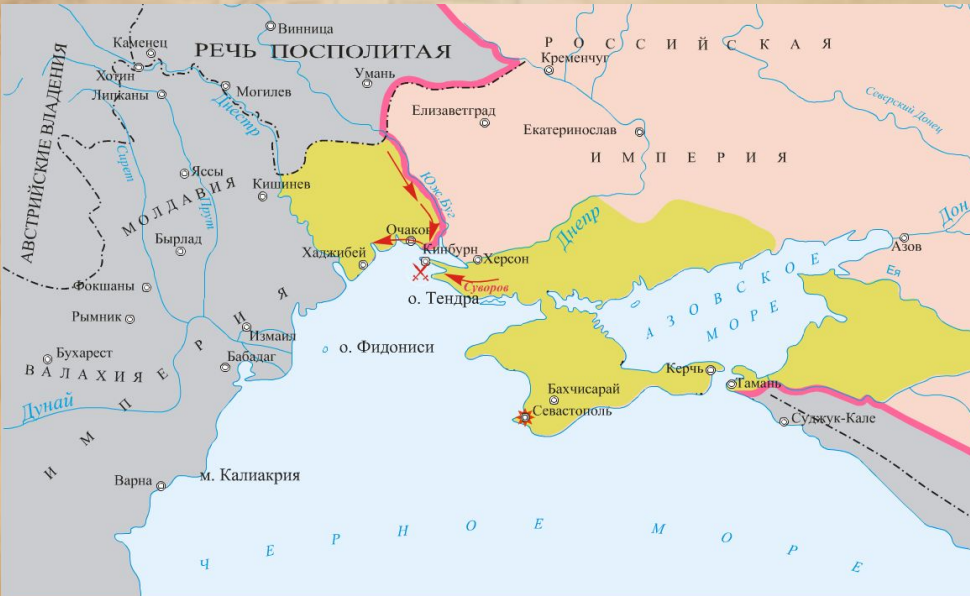 Винница
Каменец
РЕЧЬ ПОСПОЛИТАЯ
РОССИЙСКАЯ
Кременчуг
Хотин
Умань
Липканы
Могилев
Днестр
Северский Донец
Елизаветград
Екатеринослав
АВСТРИЙСКИЕ ВЛАДЕНИЯ
Сирет
ИМПЕРИЯ
Яссы
Кишинев
Юж. Буг
МОЛДАВИЯ
Прут
Днепр
Дон
Очаков
Бырлад
Хаджибей
Кинбурн
Херсон
Азов
Ея
Фокшаны
Суворов
о. Тендра
АЗОВСКОЕ
МОРЕ
Рымник
Измаил
о. Фидониси
Бухарест
Бабадаг
ВАЛАХИЯ
Керчь
Тамань
Бахчисарай
Дунай
Севастополь
Суджук-Кале
ИМПЕРИЯ
м. Калиакрия
Варна
ЧЕРНОЕ МОРЕ